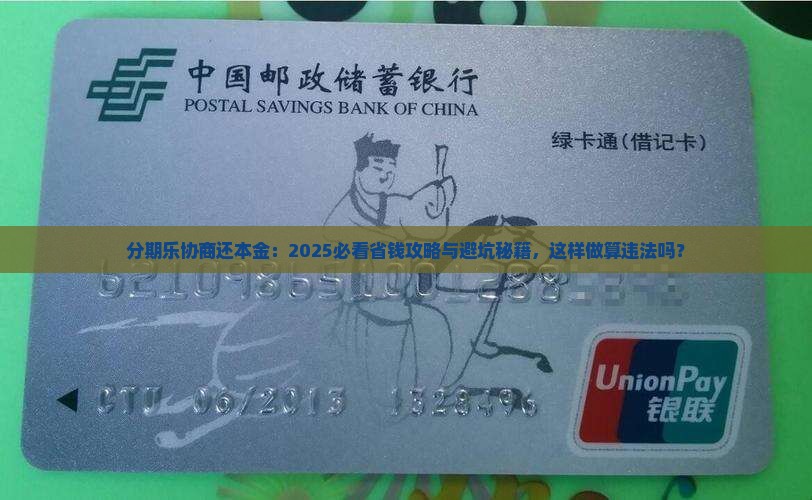 中国邮政储蓄银行
POSTAL SAVINGS BANK OF CHINA
绿卡通(借记卡)
分期乐协商还本金：2025必看省钱攻略与避坑秘籍，这样做算违法吗？
CTU 06/2013 1328496
UnionPay
银联